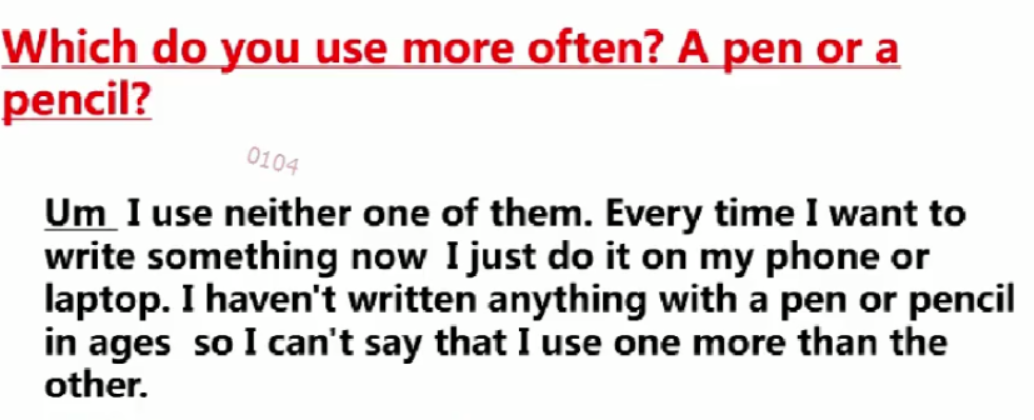 Which do you use more often? A pen or a
pencil?
0104
Um I use neither one of them. Every time I want to
write something now I just do it on my phone or
laptop. I haven't written anything with a pen or pencil
in ages so I can't say that I use one more than the
other.